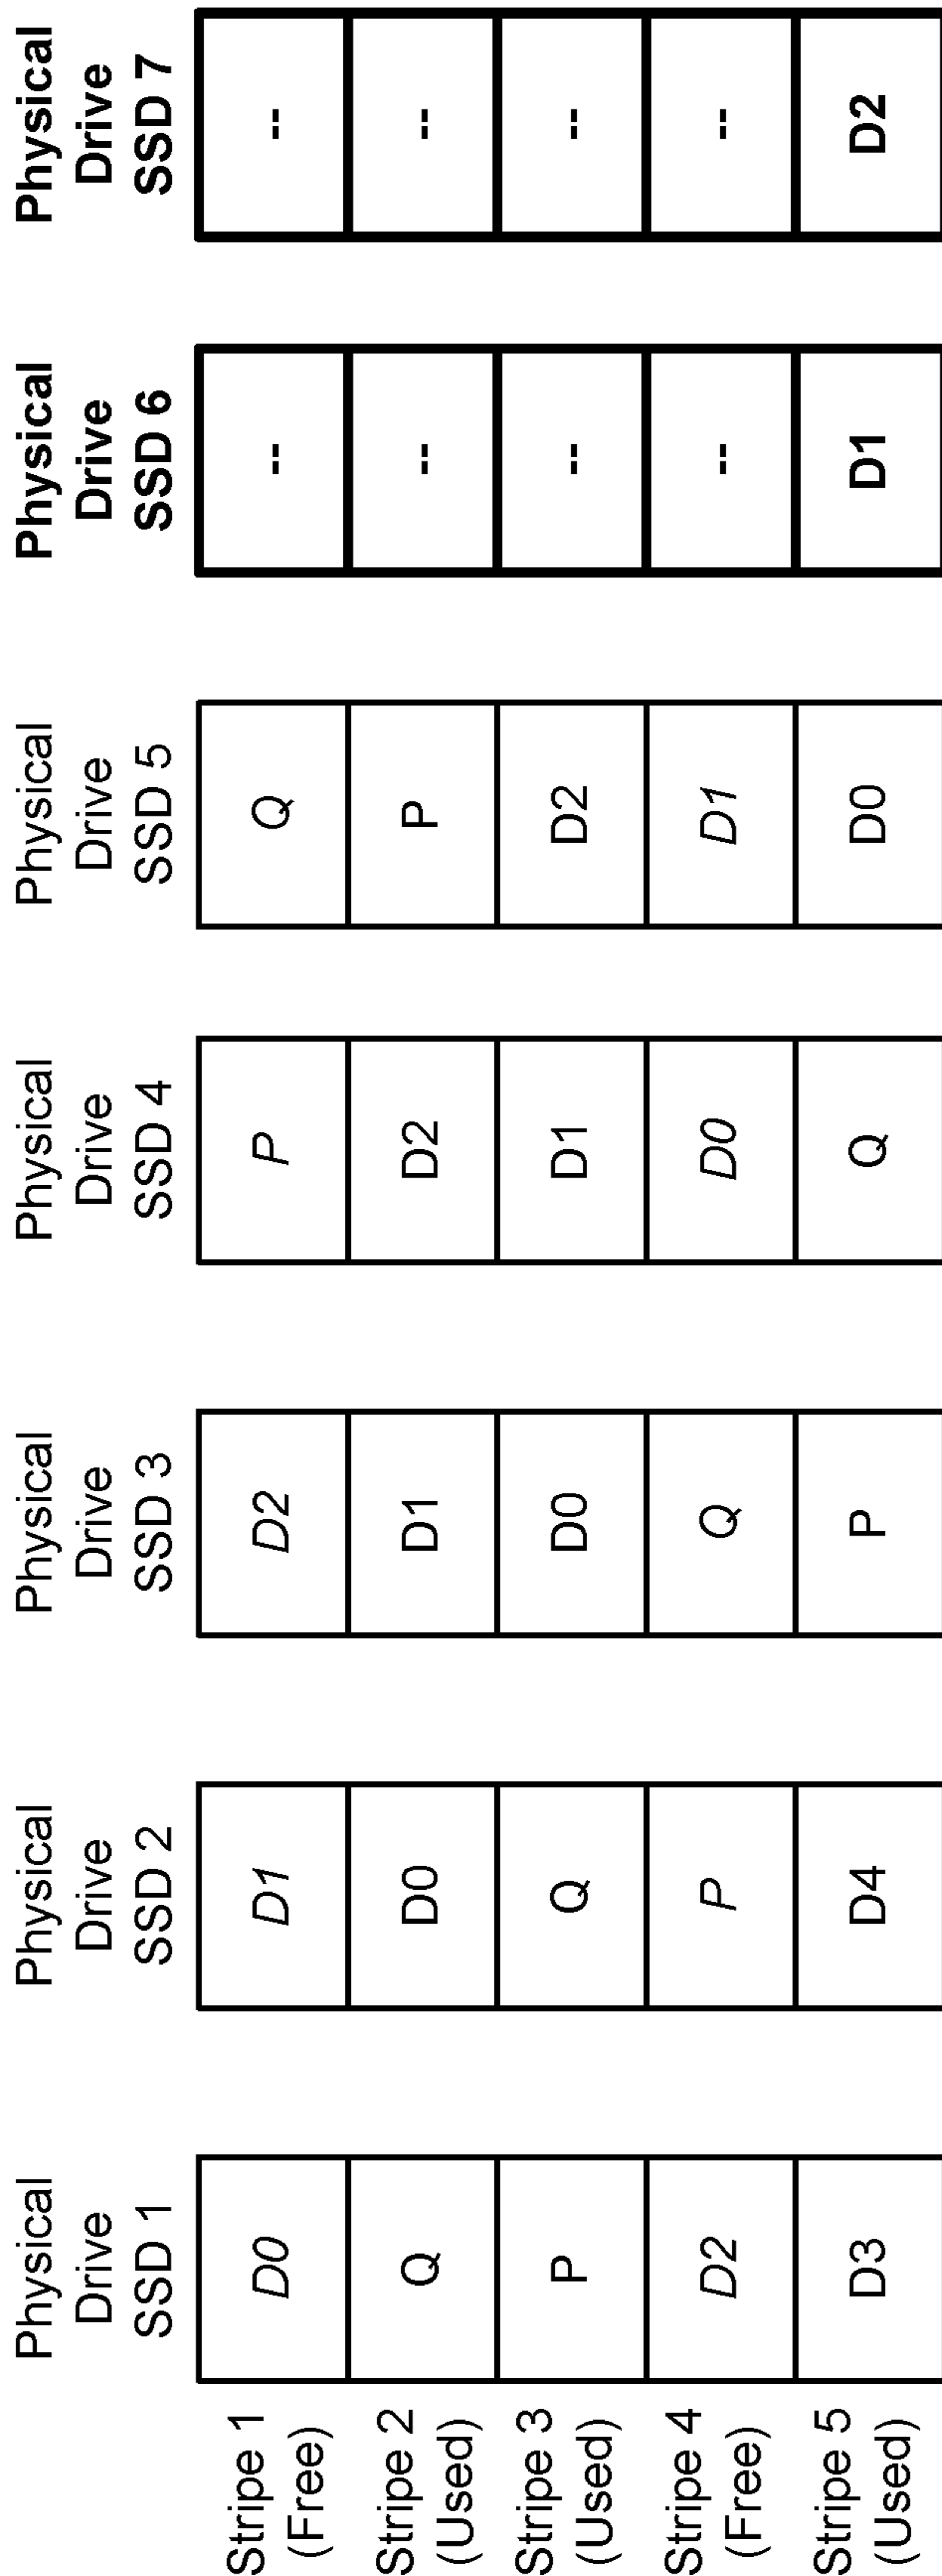 Physical
Drive
SSD 1
Physical
Drive
SSD 2
Physical
Drive
SSD 3
Physical
Drive
SSD 4
Physical
Drive
SSD 5
Physical
Drive
SSD 6
Physical
Drive
SSD 7
Stripe 1
(Free)
D0
D1
D2
P
Q
--
--
Stripe 2
(Used)
Q
D0
D1
D2
P
--
--
Stripe 3
(Used)
P
Q
D0
D1
D2
--
--
Stripe 4
(Free)
D2
P
Q
D0
D1
--
--
Stripe 5
(Used)
D3
D4
P
Q
D0
D1
D2